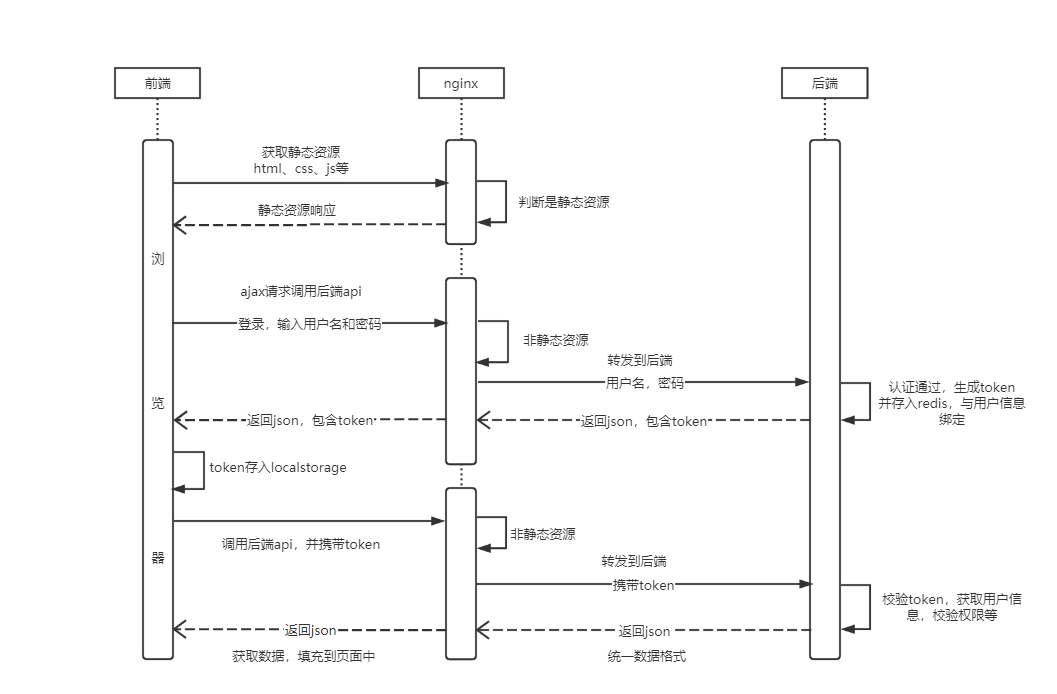 前端
nginx
后端
获取静态资源
html、css、js等
判断是静态资源
静态资源响应
浏
ajax请求调用后端api
登录，输入用户名和密码
非静态资源
转发到后端
用户名，密码
认证通过，生成token
并存入redis，与用户信息
绑定
览
返回json，包含token
返回json，包含token
token存入localstorage
非静态资源
调用后端api，并携带token
器
转发到后端
携带token
校验token，获取用户信
息，校验权限等
返回json
返回json
获取数据，填充到页面中
统一数据格式